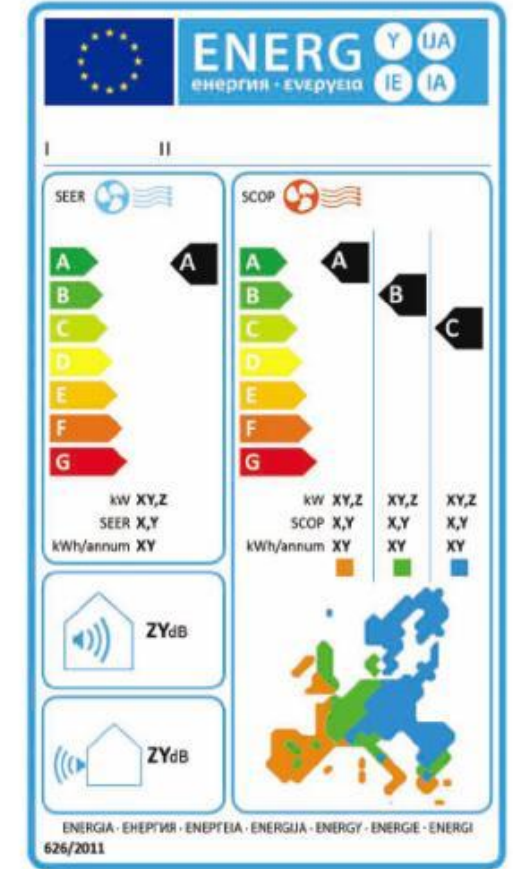 ENERG Y IJA
енергия · ενεργεια IE IA
I II
SEER
A A
B
C
D
E
F
G
kW XY,Z
SEER X,Y
kWh/annum XY
SCOP
A A
B B
C C
D
E
F
G
kW XY,Z XY,Z XY,Z
SCOP X,Y X,Y X,Y
kWh/annum XY XY XY
ZYdB
ZYdB
ENERGIA · ЕНЕРГИЯ · ΕΝΕΡΓΕΙΑ · ENERGIJA · ENERGY · ENERGIE · ENERGI
626/2011